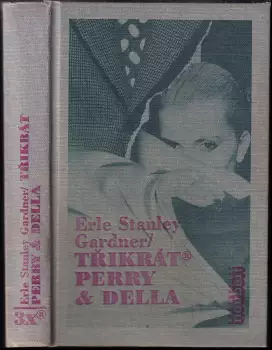 Erle Stanley Gardner/ TŘIKRÁT
PERRY & DELLA
Erle Stanley
Gardner/
TŘIKRÁT®
PERRY
& DELLA